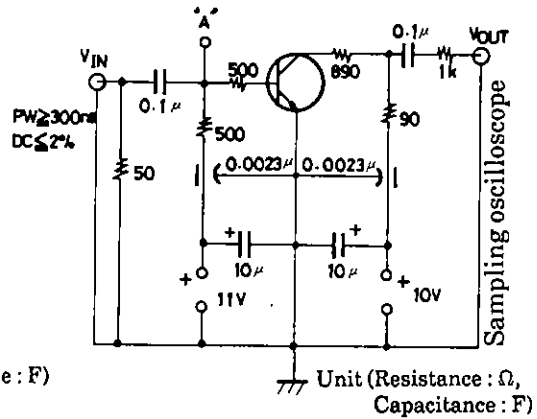 "A"
VIN
0.1μ
VOUT
500
890
0.1μ
1k
PW≧300ns
DC≦2%
500
90
50
0.0023μ
0.0023μ
Sampling oscilloscope
+
+
10μ
10μ
+
11V
+
10V
e : F)
Unit (Resistance : Ω,
Capacitance : F)